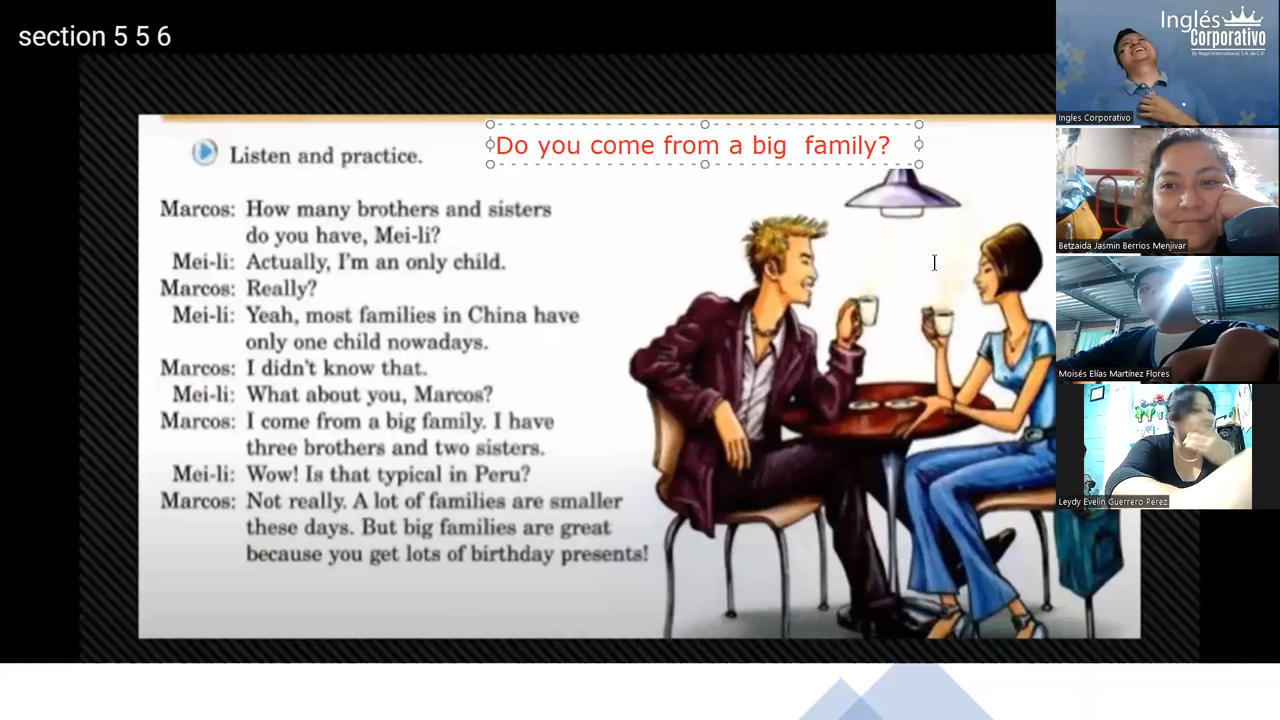 section 5 5 6
Do you come from a big family?
Listen and practice.
Marcos: How many brothers and sisters
do you have, Mei-li?
Mei-li: Actually, I'm an only child.
Marcos: Really?
Mei-li: Yeah, most families in China have
only one child nowadays.
Marcos: I didn't know that.
Mei-li: What about you, Marcos?
Marcos: I come from a big family. I have
three brothers and two sisters.
Mei-li: Wow! Is that typical in Peru?
Marcos: Not really. A lot of families are smaller
these days. But big families are great
because you get lots of birthday presents!
Inglés
Corporativo
By Regal International, S.A. de C.V.
Ingles Corporativo
Betzaida Jasmin Berrios Menjivar
Moisés Elías Martínez Flores
Leydy Evelin Guerrero Pérez